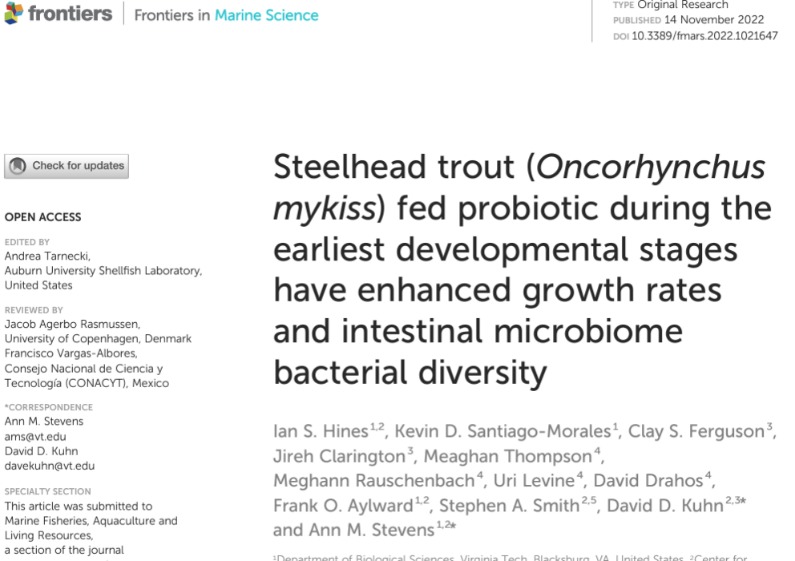 frontiers | Frontiers in Marine Science
TYPE Original Research
PUBLISHED 14 November 2022
DOI 10.3389/fmars.2022.1021647
Check for updates
OPEN ACCESS
EDITED BY
Andrea Tarnecki,
Auburn University Shellfish Laboratory,
United States
REVIEWED BY
Jacob Agerbo Rasmussen,
University of Copenhagen, Denmark
Francisco Vargas-Albores,
Consejo Nacional de Ciencia y
Tecnología (CONACYT), Mexico
*CORRESPONDENCE
Ann M. Stevens
ams@vt.edu
David D. Kuhn
davekuhn@vt.edu
SPECIALTY SECTION
This article was submitted to
Marine Fisheries, Aquaculture and
Living Resources,
a section of the journal
Steelhead trout (Oncorhynchus
mykiss) fed probiotic during the
earliest developmental stages
have enhanced growth rates
and intestinal microbiome
bacterial diversity
Ian S. Hines1,2, Kevin D. Santiago-Morales1, Clay S. Ferguson3,
Jireh Clarington3, Meaghan Thompson4,
Meghann Rauschenbach4, Uri Levine4, David Drahos4,
Frank O. Aylward1,2, Stephen A. Smith2,5, David D. Kuhn2,3*
and Ann M. Stevens1,2*
1Department of Biological Sciences, Virginia Tech, Blacksburg, VA, United States, 2Center for